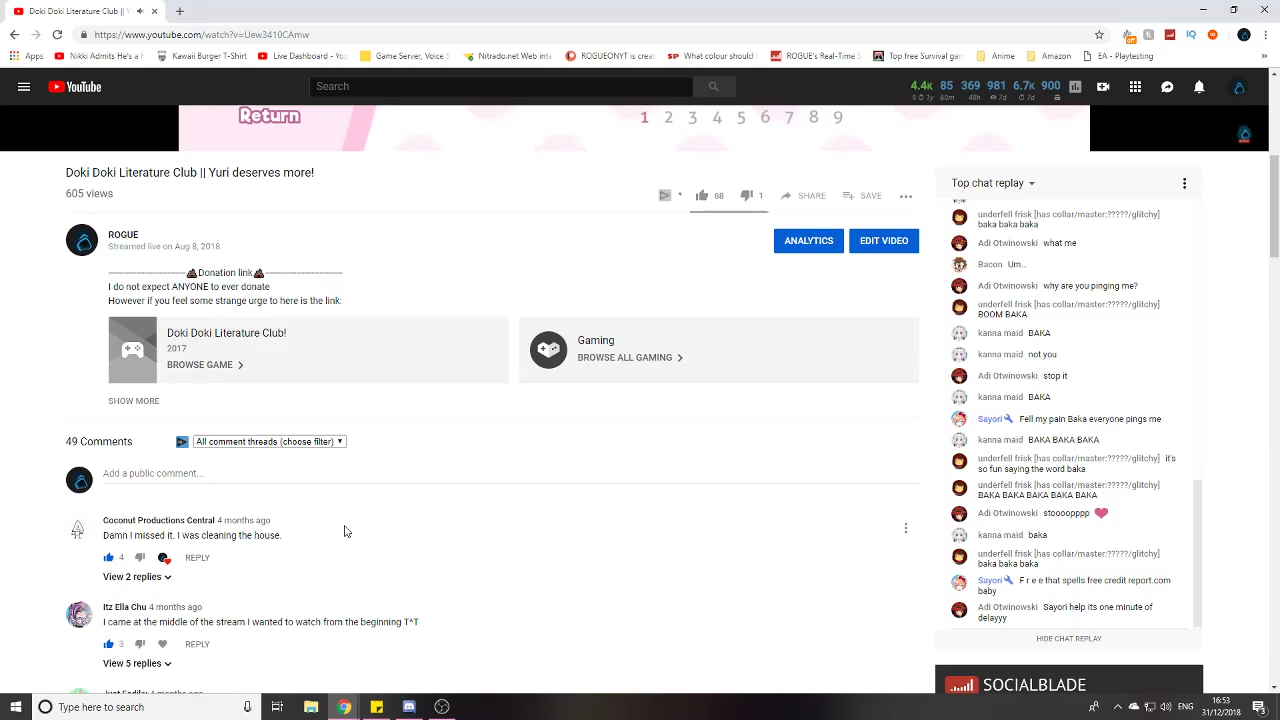 Doki Doki Literature Club || Y
https://www.youtube.com/watch?v=Uew3410CAmw
Apps
Nikki Admits He's a F
Kawaii Burger T-Shirt
Live Dashboard - You
Game Server, Voice S
Nitrado.net Web inte
ROGUEONYT is creat
What colour should
ROGUE's Real-Time S
Top free Survival gam
Anime
Amazon
EA - Playtesting
YouTube
Search
4.4k 85 369 981 6.7k 900
Return
1 2 3 4 5 6 7 8 9
Doki Doki Literature Club || Yuri deserves more!
605 views
68
1
SHARE
SAVE
ROGUE
Streamed live on Aug 8, 2018
ANALYTICS
EDIT VIDEO
----------------------------💩Donation link💩----------------------------
I do not expect ANYONE to ever donate
However if you feel some strange urge to here is the link:
Doki Doki Literature Club!
2017
BROWSE GAME
Gaming
BROWSE ALL GAMING
SHOW MORE
49 Comments
All comment threads (choose filter)
Add a public comment...
Coconut Productions Central 4 months ago
Damn I missed it. I was cleaning the house.
4
REPLY
View 2 replies
Itz Ella Chu 4 months ago
I came at the middle of the stream I wanted to watch from the beginning T^T
3
REPLY
View 5 replies
Top chat replay
underfell frisk [has collar/master:?????/glitchy]
baka baka baka
Adi Otwinowski what me
Bacon Um...
Adi Otwinowski why are you pinging me?
underfell frisk [has collar/master:?????/glitchy]
BOOM BAKA
kanna maid BAKA
kanna maid not you
Adi Otwinowski stop it
kanna maid BAKA
Sayori Fell my pain Baka everyone pings me
kanna maid BAKA BAKA BAKA
underfell frisk [has collar/master:?????/glitchy] it's
so fun saying the word baka
underfell frisk [has collar/master:?????/glitchy]
BAKA BAKA BAKA BAKA BAKA
Adi Otwinowski stoooopppp
kanna maid baka
underfell frisk [has collar/master:?????/glitchy]
baka baka baka
Sayori F r e e that spells free credit report.com
baby
Adi Otwinowski Sayori help its one minute of
delayyy
HIDE CHAT REPLAY
SOCIALBLADE
Type here to search
ENG
16:53
31/12/2018